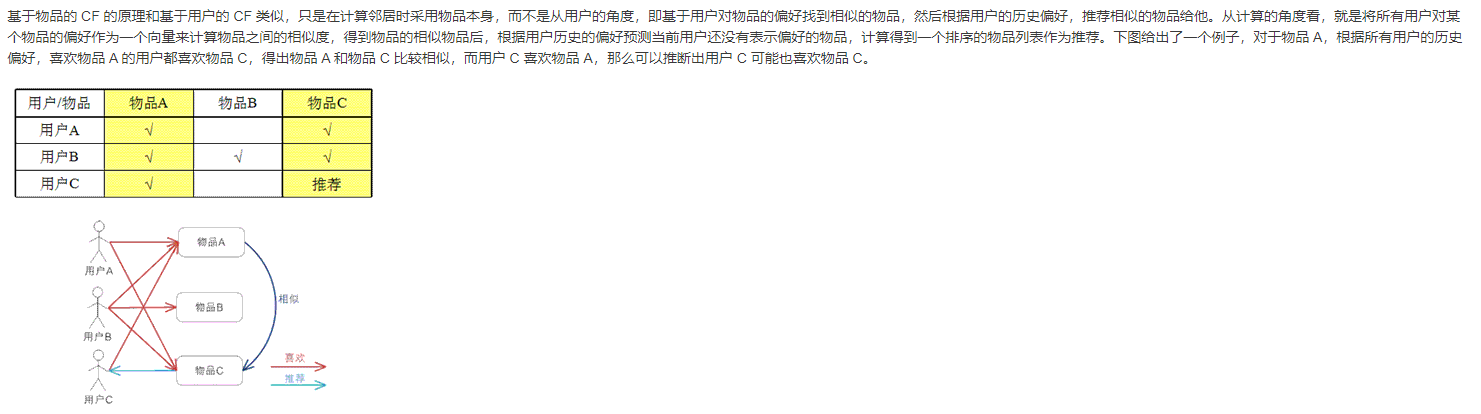 基于物品的 CF 的原理和基于用户的 CF 类似，只是在计算邻居时采用物品本身，而不是从用户的角度，即基于用户对物品的偏好找到相似的物品，然后根据用户的历史偏好，推荐相似的物品给他。从计算的角度看，就是将所有用户对某
个物品的偏好作为一个向量来计算物品之间的相似度，得到物品的相似物品后，根据用户历史的偏好预测当前用户还没有表示偏好的物品，计算得到一个排序的物品列表作为推荐。下图给出了一个例子，对于物品 A，根据所有用户的历史
偏好，喜欢物品 A 的用户都喜欢物品 C，得出物品 A 和物品 C 比较相似，而用户 C 喜欢物品 A，那么可以推断出用户 C 可能也喜欢物品 C。
用户/物品 物品A 物品B 物品C
用户A √ √
用户B √ √ √
用户C √ 推荐
物品A
用户A
相似
物品B
用户B
喜欢
物品C
推荐
用户C